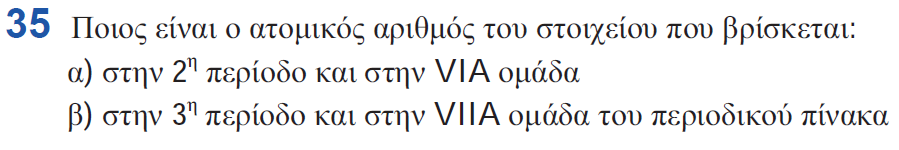 35 Ποιος είναι ο ατομικός αριθμός του στοιχείου που βρίσκεται:
α) στην 2η περίοδο και στην VIA ομάδα
β) στην 3η περίοδο και στην VIIA ομάδα του περιοδικού πίνακα